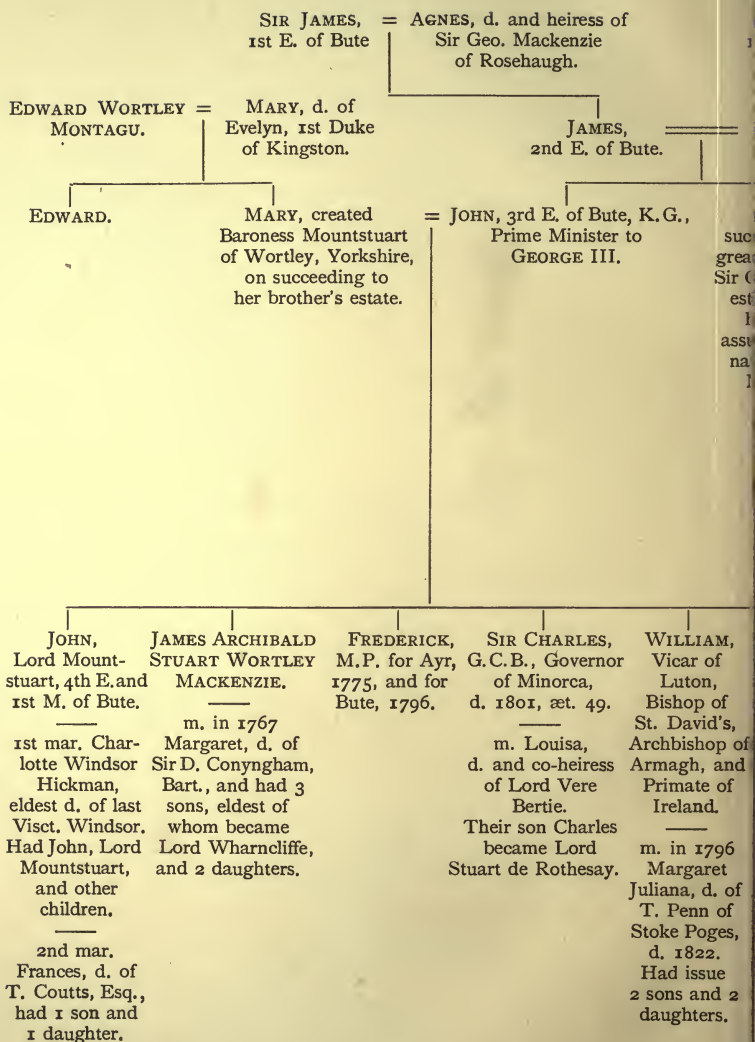 SIR JAMES, = AGNES, d. and heiress of
1st E. of Bute Sir Geo. Mackenzie
of Rosehaugh.
EDWARD WORTLEY =
MONTAGU.
MARY, d. of
Evelyn, 1st Duke
of Kingston.
JAMES,
2nd E. of Bute.
EDWARD.
MARY, created
Baroness Mountstuart
of Wortley, Yorkshire,
on succeeding to
her brother's estate.
= JOHN, 3rd E. of Bute, K.G.,
Prime Minister to
GEORGE III.
suc
grea
Sir
est
assu
na
JOHN,
Lord Mount-
stuart, 4th E. and
1st M. of Bute.
1st mar. Char-
lotte Windsor
Hickman,
eldest d. of last
Visct. Windsor.
Had John, Lord
Mountstuart,
and other
children.
2nd mar.
Frances, d. of
T. Coutts, Esq.,
had 1 son and
1 daughter.
JAMES ARCHIBALD
STUART WORTLEY
MACKENZIE.
m. in 1767
Margaret, d. of
Sir D. Conyngham,
Bart., and had 3
sons, eldest of
whom became
Lord Wharncliffe,
and 2 daughters.
FREDERICK,
M.P. for Ayr,
1775, and for
Bute, 1796.
SIR CHARLES,
G.C.B., Governor
of Minorca,
d. 1801, æt. 49.
m. Louisa,
d. and co-heiress
of Lord Vere
Bertie.
Their son Charles
became Lord
Stuart de Rothesay.
WILLIAM,
Vicar of
Luton,
Bishop of
St. David's,
Archbishop of
Armagh, and
Primate of
Ireland.
m. in 1796
Margaret
Juliana, d. of
T. Penn of
Stoke Poges,
d. 1822.
Had issue
2 sons and 2
daughters.